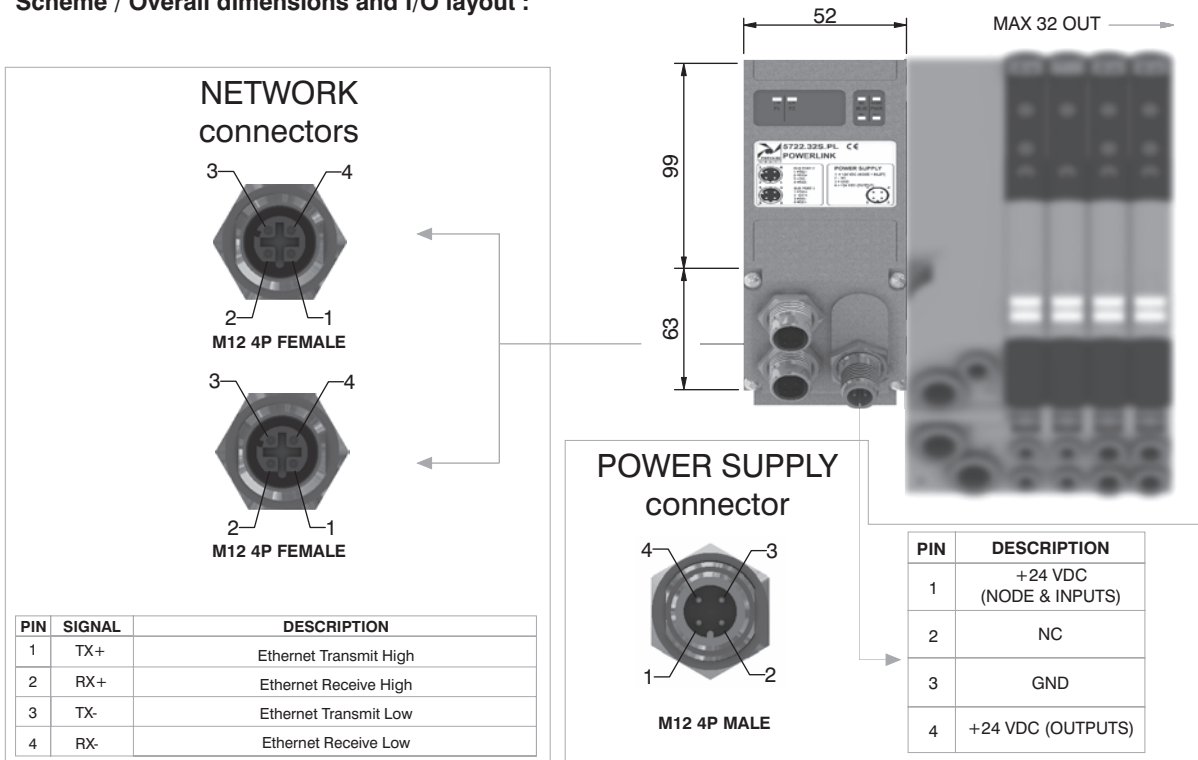 Scheme / Overall dimensions and I/O layout :
52
MAX 32 OUT
99
63
5722.32S.PL CE
POWERLINK
POWER SUPPLY
NETWORK
connectors
3
4
2
1
M12 4P FEMALE
3
4
2
1
M12 4P FEMALE
PIN SIGNAL DESCRIPTION
1 TX+ Ethernet Transmit High
2 RX+ Ethernet Receive High
3 TX- Ethernet Transmit Low
4 RX- Ethernet Receive Low
POWER SUPPLY
connector
4
3
1
2
M12 4P MALE
PIN DESCRIPTION
1 +24 VDC
(NODE & INPUTS)
2 NC
3 GND
4 +24 VDC (OUTPUTS)